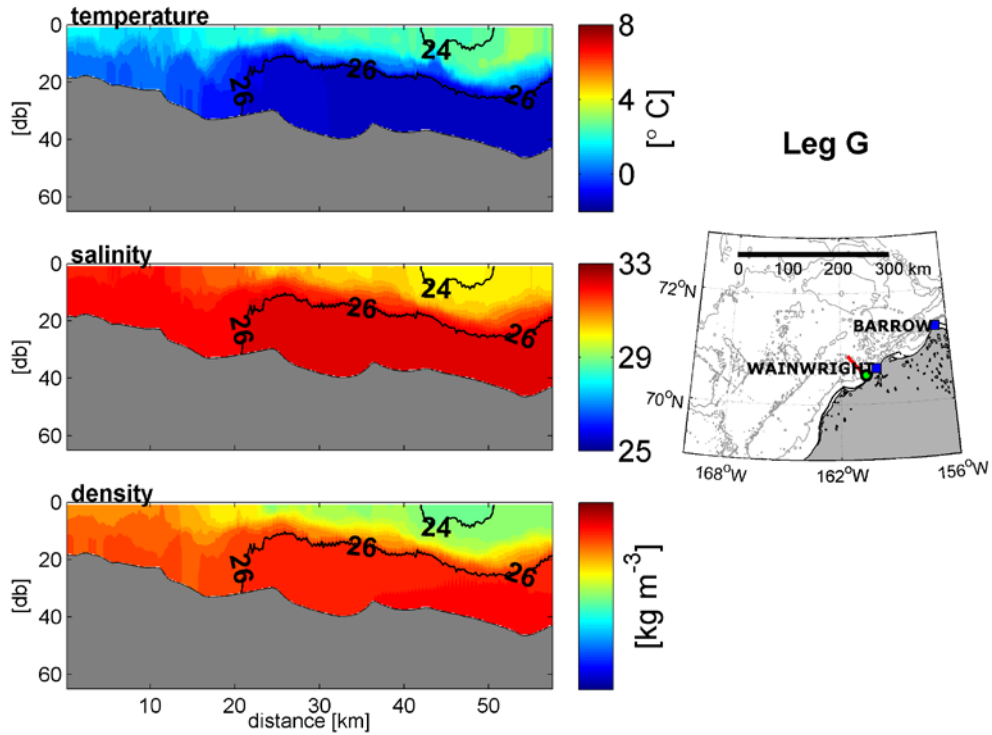 temperature
0
20
40
60
[db]
24
26
26
26
8
4
0
[° C]
Leg G
salinity
0
20
40
60
24
26
26
26
33
29
25
0 100 200 300 km
72°N
70°N
BARROW
WAINWRIGHT
168°W
162°W
156°W
density
0
20
40
60
[db]
24
26
26
26
[kg m⁻³]
10 20 30 40 50
distance [km]
[db]